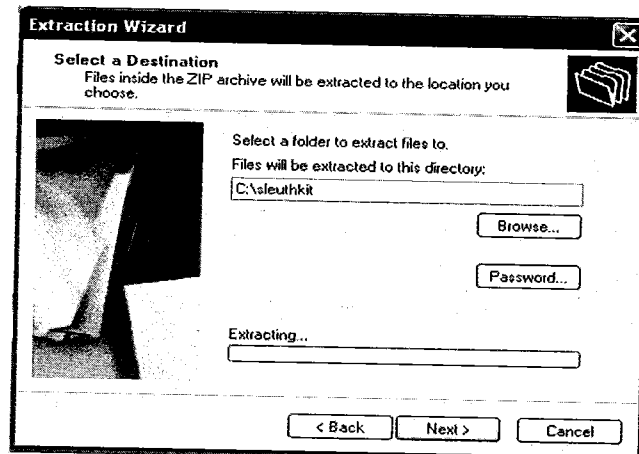 Extraction Wizard
Select a Destination
Files inside the ZIP archive will be extracted to the location you
choose.
Select a folder to extract files to.
Files will be extracted to this directory:
C:\sleuthkit
Browse...
Password...
Extracting...
< Back
Next >
Cancel